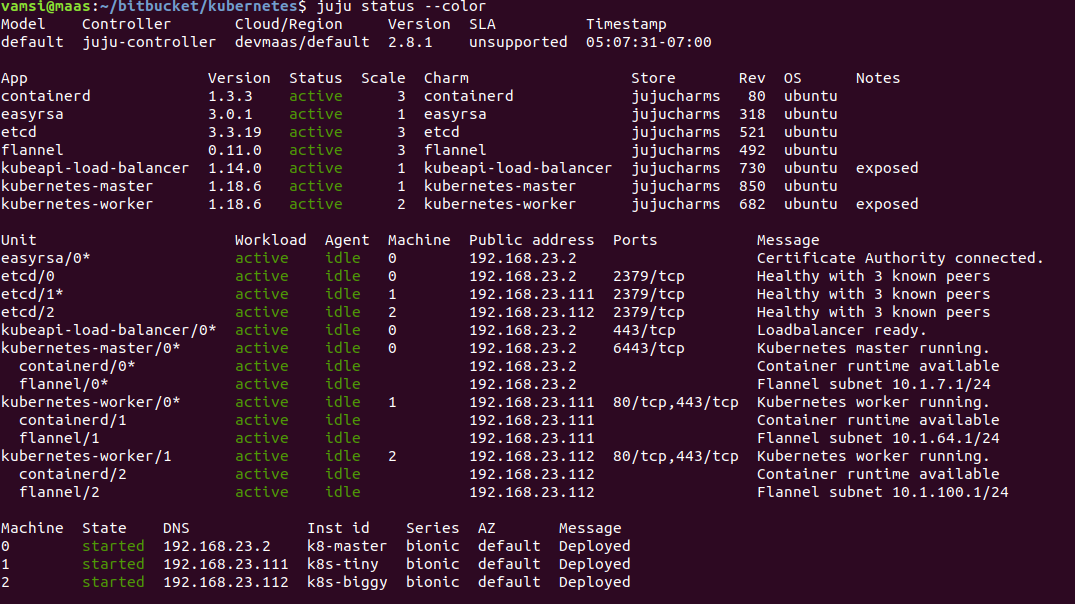 vamsi@maas:~/bitbucket/kubernetes$ juju status --color
Model    Controller       Cloud/Region     Version  SLA          Timestamp
default  juju-controller  devmaas/default  2.8.1    unsupported  05:07:31-07:00
App                    Version  Status  Scale  Charm                  Store       Rev  OS      Notes
containerd             1.3.3    active      3  containerd             jujucharms   80  ubuntu
easyrsa                3.0.1    active      1  easyrsa                jujucharms  318  ubuntu
etcd                   3.3.19   active      3  etcd                   jujucharms  521  ubuntu
flannel                0.11.0   active      3  flannel                jujucharms  492  ubuntu
kubeapi-load-balancer  1.14.0   active      1  kubeapi-load-balancer  jujucharms  730  ubuntu  exposed
kubernetes-master      1.18.6   active      1  kubernetes-master      jujucharms  850  ubuntu
kubernetes-worker      1.18.6   active      2  kubernetes-worker      jujucharms  682  ubuntu  exposed
Unit                      Workload  Agent  Machine  Public address  Ports           Message
easyrsa/0*                active    idle   0        192.168.23.2                    Certificate Authority connected.
etcd/0                    active    idle   0        192.168.23.2    2379/tcp        Healthy with 3 known peers
etcd/1*                   active    idle   1        192.168.23.111  2379/tcp        Healthy with 3 known peers
etcd/2                    active    idle   2        192.168.23.112  2379/tcp        Healthy with 3 known peers
kubeapi-load-balancer/0*  active    idle   0        192.168.23.2    443/tcp         Loadbalancer ready.
kubernetes-master/0*      active    idle   0        192.168.23.2    6443/tcp        Kubernetes master running.
  containerd/0*           active    idle            192.168.23.2                    Container runtime available
  flannel/0*              active    idle            192.168.23.2                    Flannel subnet 10.1.7.1/24
kubernetes-worker/0*      active    idle   1        192.168.23.111  80/tcp,443/tcp  Kubernetes worker running.
  containerd/1            active    idle            192.168.23.111                  Container runtime available
  flannel/1               active    idle            192.168.23.111                  Flannel subnet 10.1.64.1/24
kubernetes-worker/1       active    idle   2        192.168.23.112  80/tcp,443/tcp  Kubernetes worker running.
  containerd/2            active    idle            192.168.23.112                  Container runtime available
  flannel/2               active    idle            192.168.23.112                  Flannel subnet 10.1.100.1/24
Machine  State    DNS             Inst id    Series  AZ       Message
0        started  192.168.23.2    k8-master  bionic  default  Deployed
1        started  192.168.23.111  k8s-tiny   bionic  default  Deployed
2        started  192.168.23.112  k8s-biggy  bionic  default  Deployed